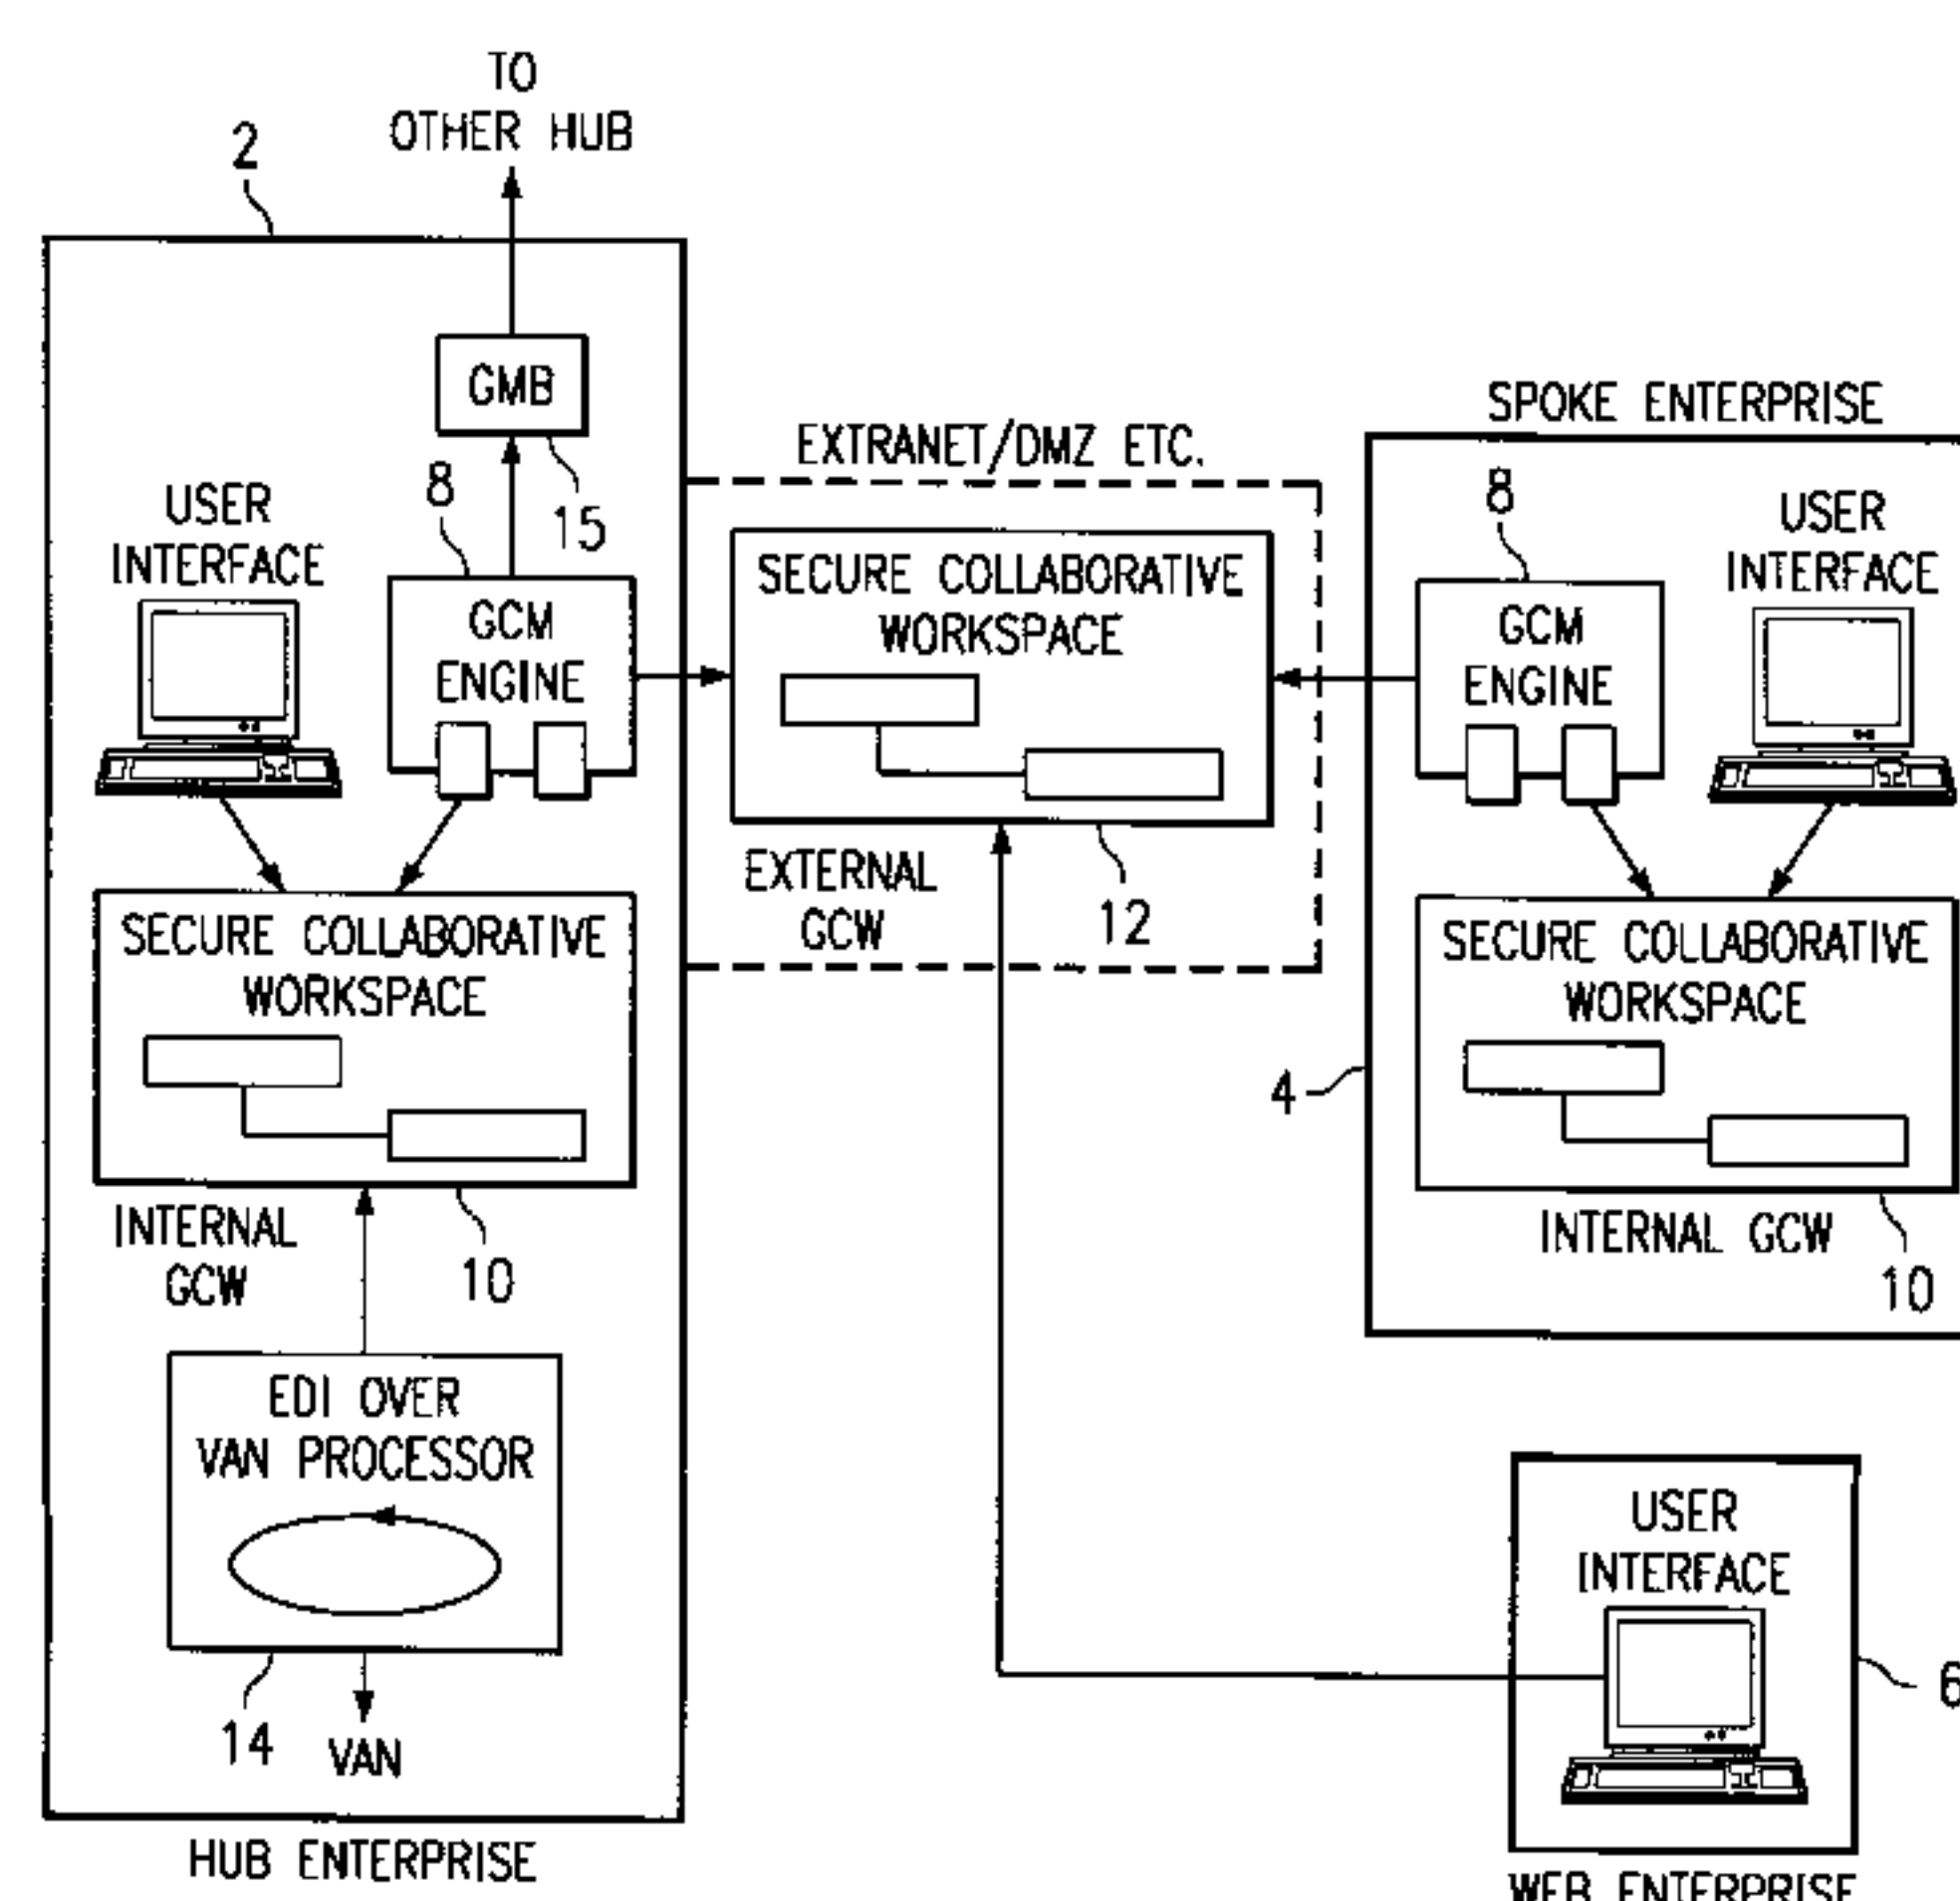 TO
OTHER HUB
2
GMB
15
8
USER
INTERFACE
GCM
ENGINE
SECURE COLLABORATIVE
WORKSPACE
INTERNAL
GCW
10
EDI OVER
VAN PROCESSOR
14
VAN
HUB ENTERPRISE
EXTRANET/DMZ ETC.
SECURE COLLABORATIVE
WORKSPACE
EXTERNAL
GCW
12
SPOKE ENTERPRISE
8
GCM
ENGINE
USER
INTERFACE
SECURE COLLABORATIVE
WORKSPACE
4
INTERNAL GCW
10
USER
INTERFACE
6
WEB ENTERPRISE